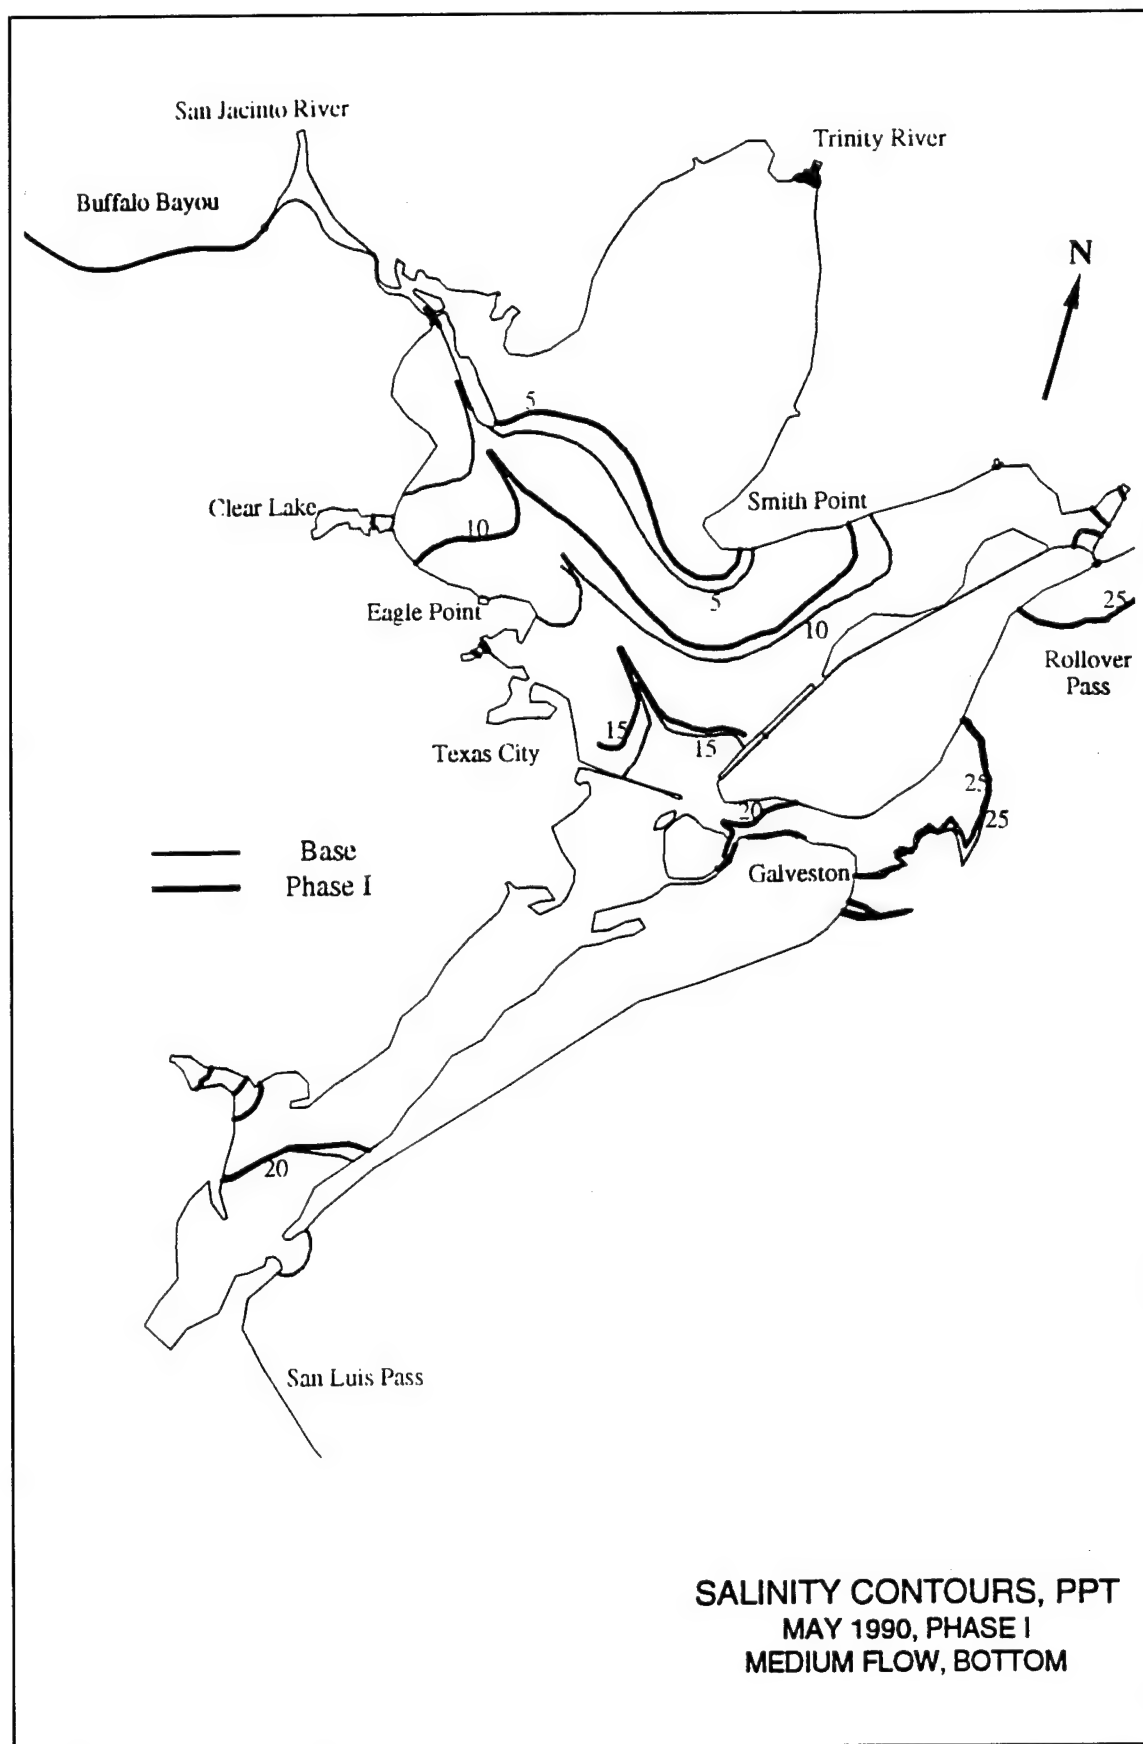 San Jacinto River
Trinity River
Buffalo Bayou
N
5
Clear Lake
Smith Point
10
5
25
Eagle Point
10
Rollover
Pass
15
15
Texas City
25
20
25
Base
Phase I
Galveston
20
San Luis Pass
SALINITY CONTOURS, PPT
MAY 1990, PHASE I
MEDIUM FLOW, BOTTOM